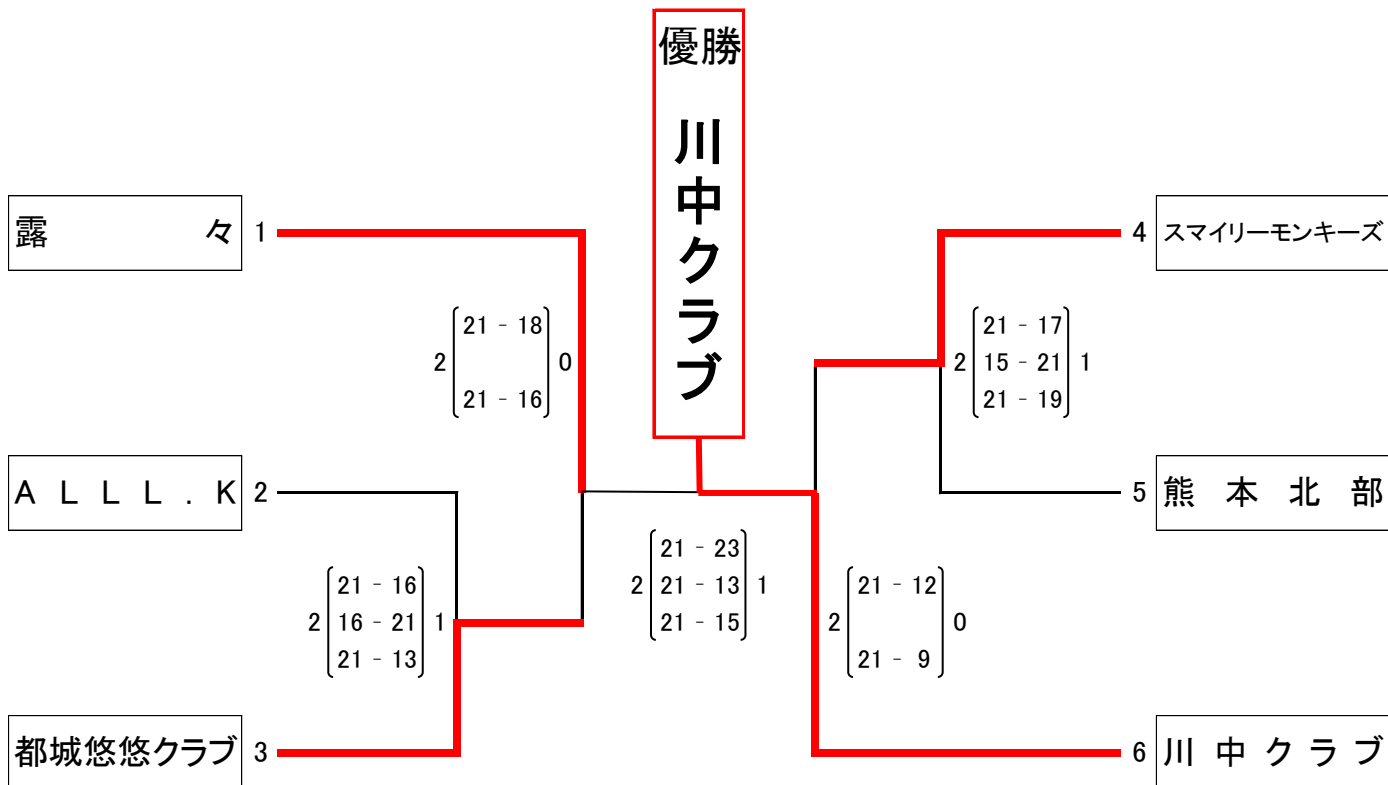 優勝
川中クラブ
露々 1
4 スマイリーモンキーズ
21 - 18
2 0
21 - 16
21 - 17
2 15 - 21 1
21 - 19
ALLL.K 2
5 熊本北部
21 - 16
2 16 - 21 1
21 - 13
21 - 23
2 21 - 13 1
21 - 15
21 - 12
2 0
21 - 9
都城悠悠クラブ 3
6 川中クラブ